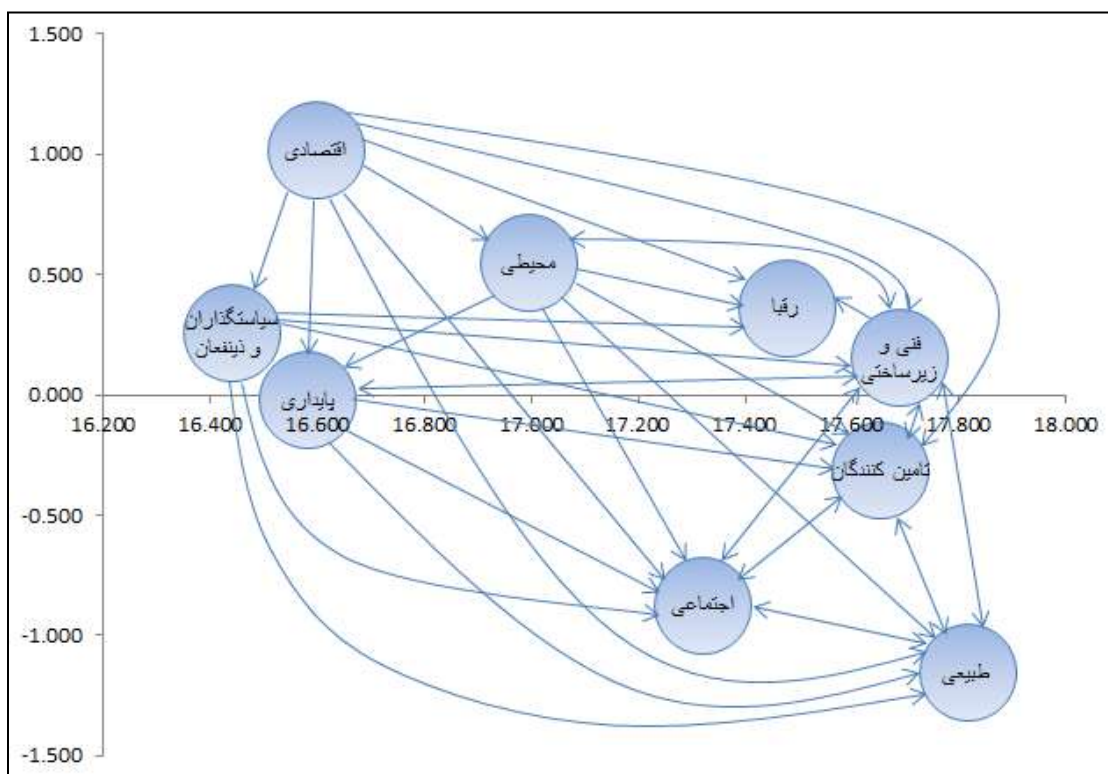 1.500
1.000
اقتصادی
محیطی
0.500
رقبا
سیاستگذاران
و ذینفعان
فنی و
زیرساختی
پایداری
0.000
16.200
16.400
16.600
16.800
17.000
17.200
17.400
17.600
17.800
18.000
تامین کنندگان
-0.500
اجتماعی
-1.000
طبیعی
-1.500